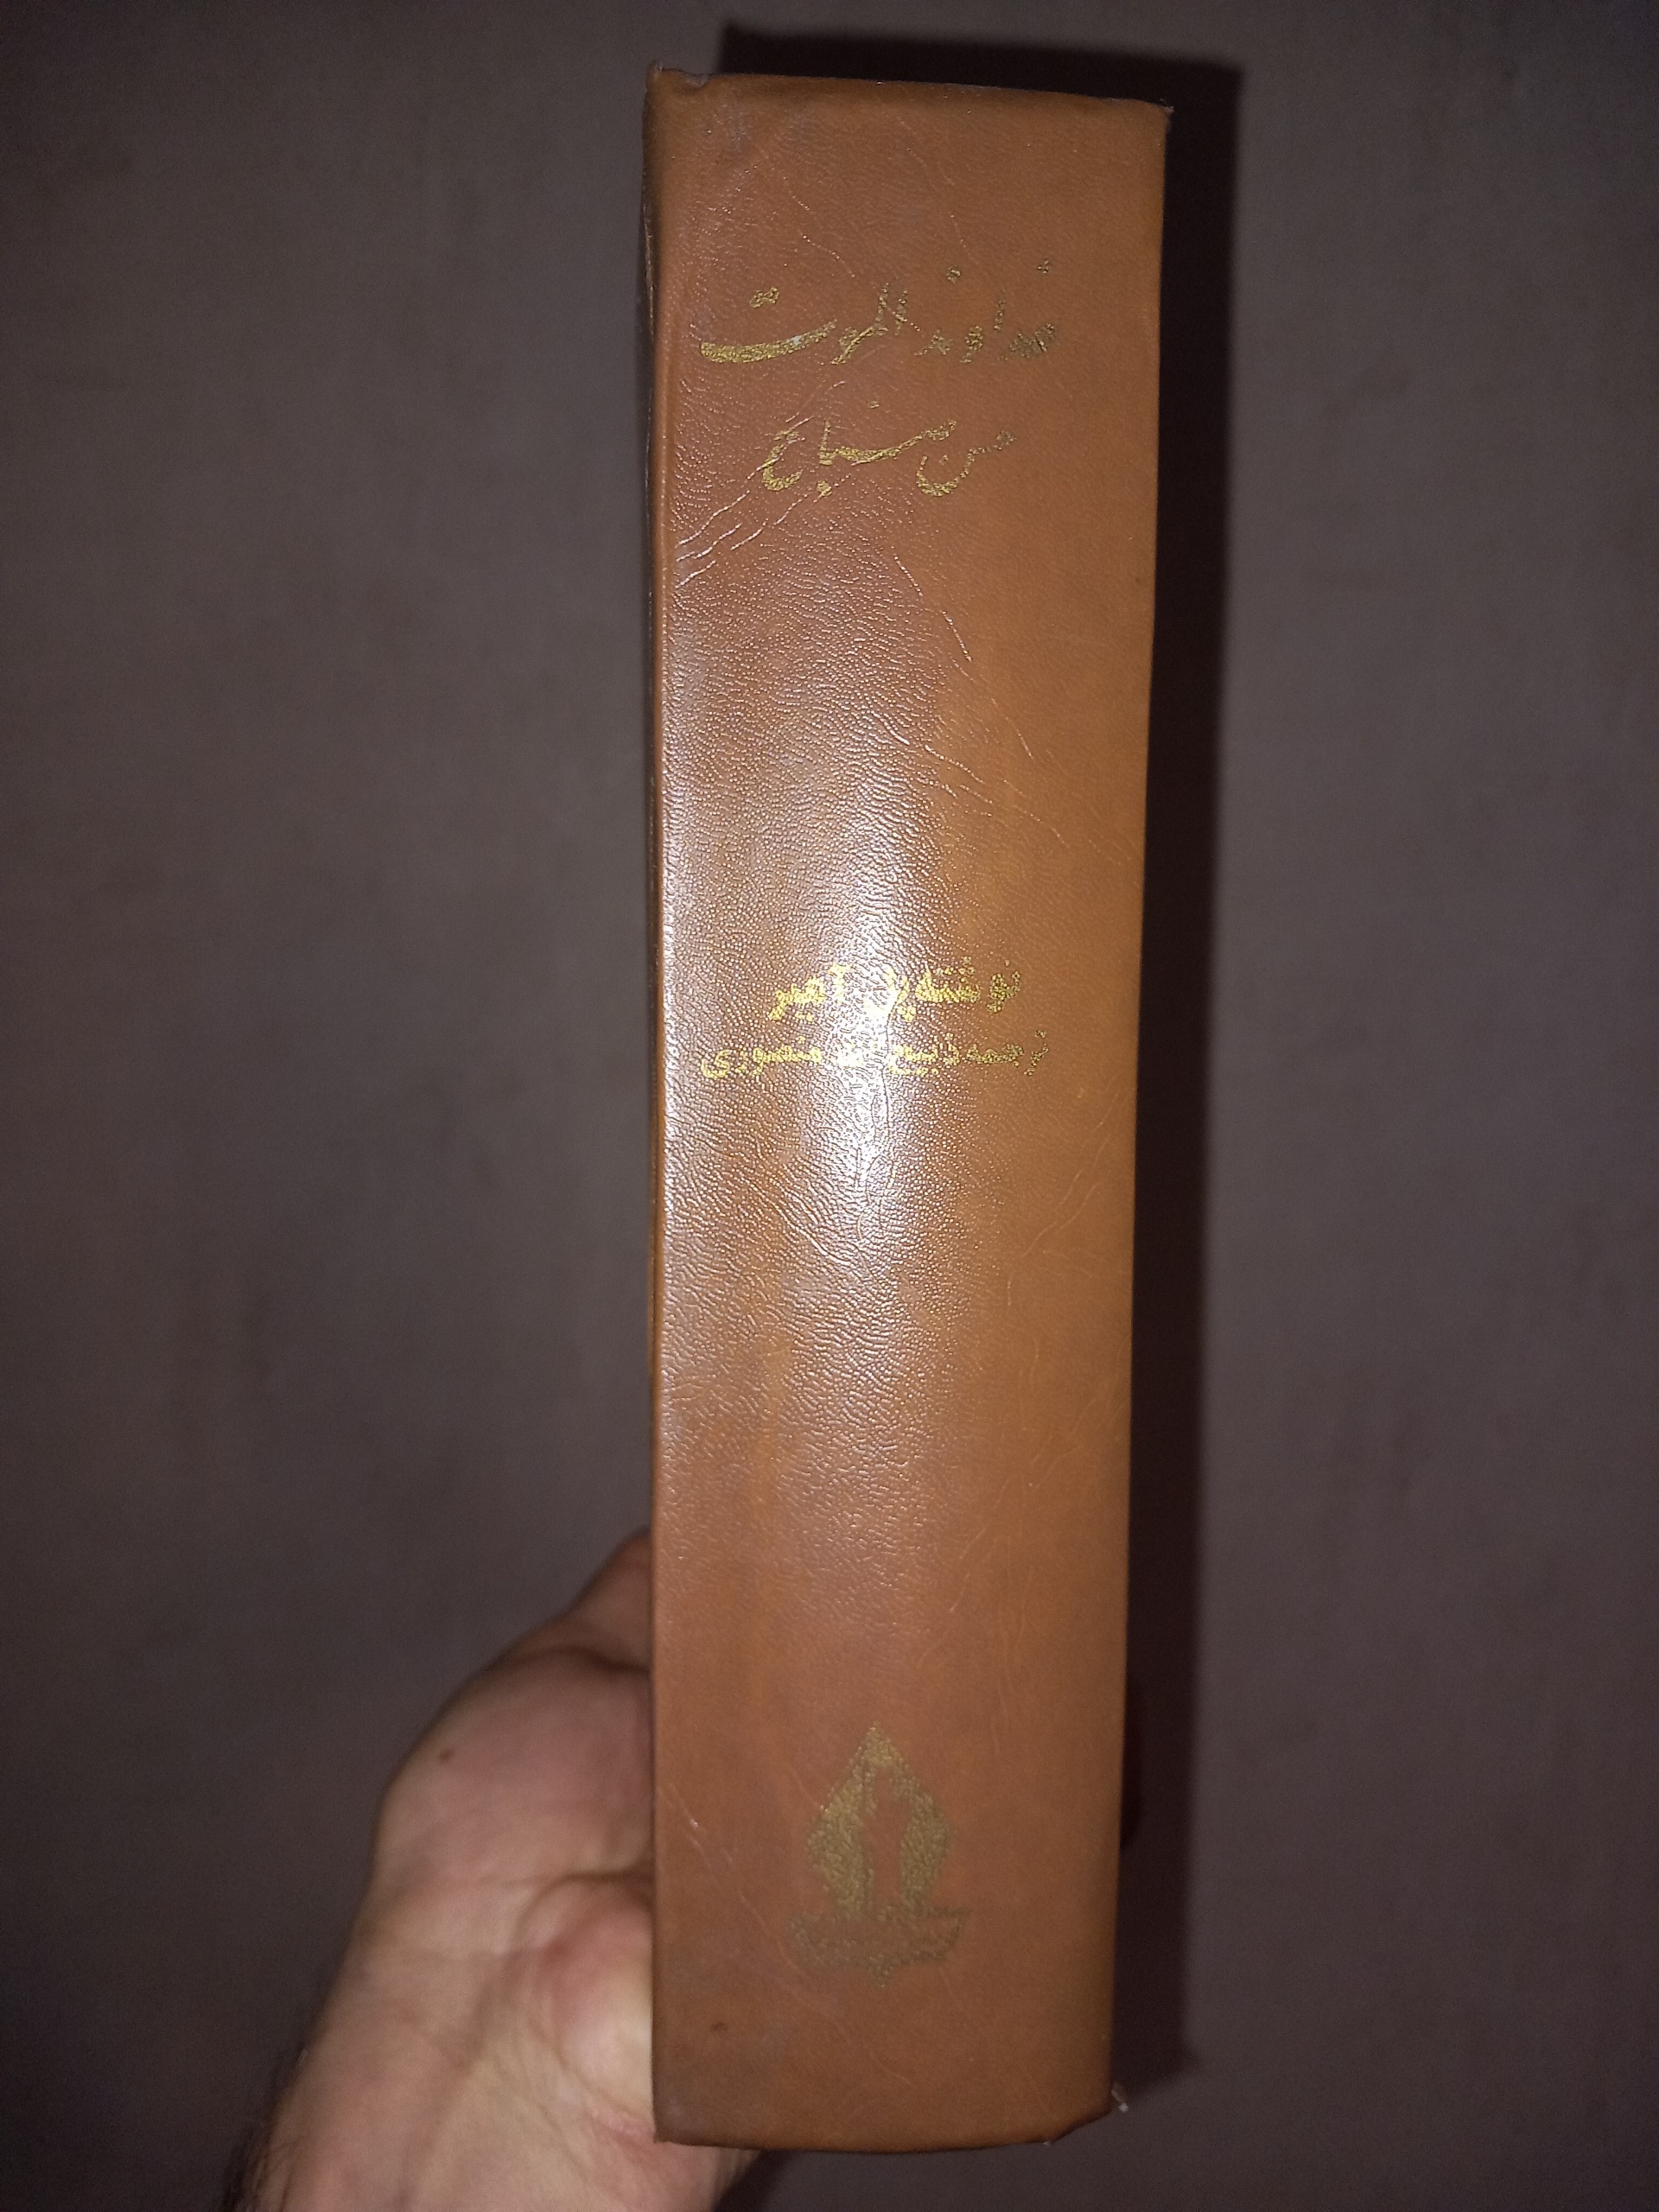 خداوند الموت
حسن صباح
نوشته پل آمیر
ترجمه ذبیح الله منصوری